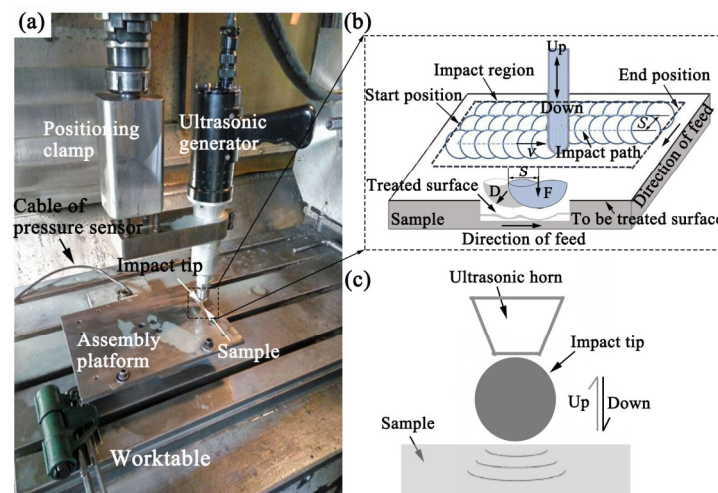 (a)
Positioning
clamp
Ultrasonic
generator
Cable of
pressure sensor
Impact tip
Assembly
platform
Sample
Worktable
(b)
Up
Impact region
End position
Start position
Down
S
v
Impact path
Direction of feed
S
D
F
Treated surface
Sample
To be treated surface
Direction of feed
(c)
Ultrasonic horn
Impact tip
Up
Down
Sample